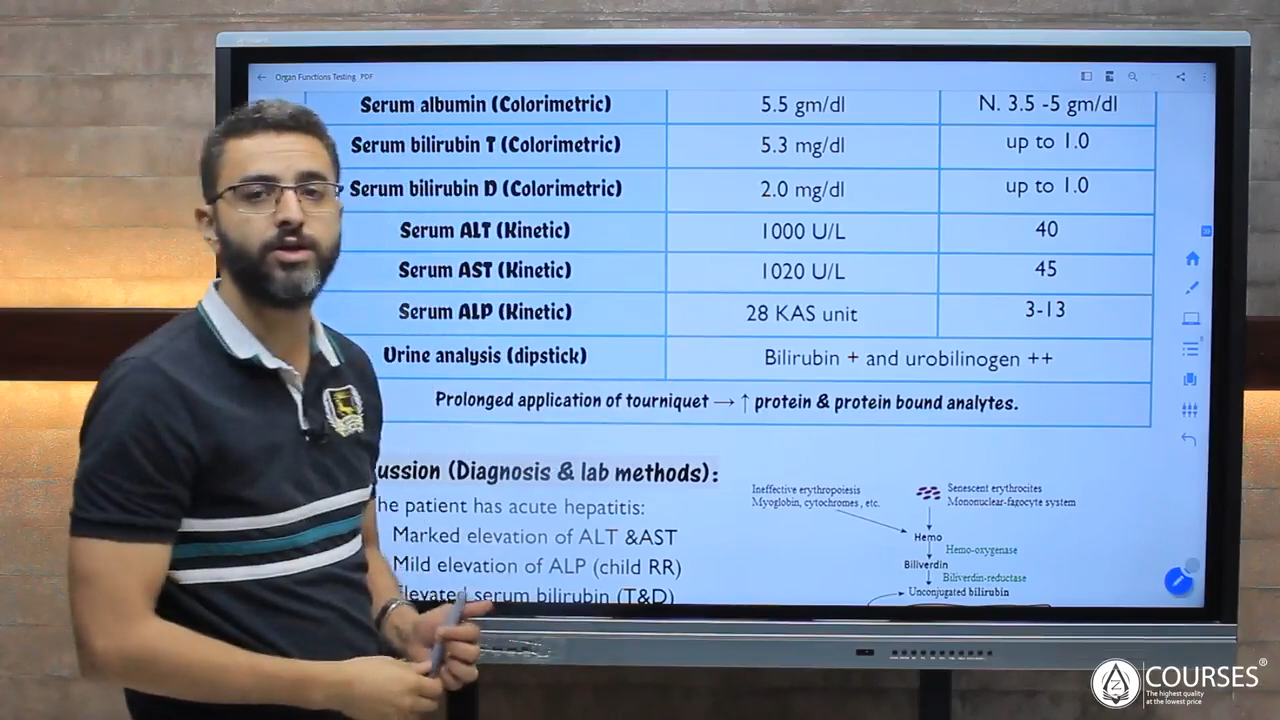 Organ Functions Testing PDF
Serum albumin (Colorimetric) 5.5 gm/dl N. 3.5 -5 gm/dl
Serum bilirubin T (Colorimetric) 5.3 mg/dl up to 1.0
Serum bilirubin D (Colorimetric) 2.0 mg/dl up to 1.0
Serum ALT (Kinetic) 1000 U/L 40
Serum AST (Kinetic) 1020 U/L 45
Serum ALP (Kinetic) 28 KAS unit 3-13
Urine analysis (dipstick) Bilirubin + and urobilinogen ++
Prolonged application of tourniquet → ↑ protein & protein bound analytes.
ussion (Diagnosis & lab methods):
he patient has acute hepatitis:
Marked elevation of ALT &AST
Mild elevation of ALP (child RR)
Elevated serum bilirubin (T&D)
Ineffective erythropoiesis
Myoglobin, cytochromes, etc.
Senescent erythrocytes
Mononuclear-fagocyte system
Hemo
Hemo-oxygenase
Biliverdin
Biliverdin-reductase
Unconjugated bilirubin
COURSES®
The highest quality
at the lowest price